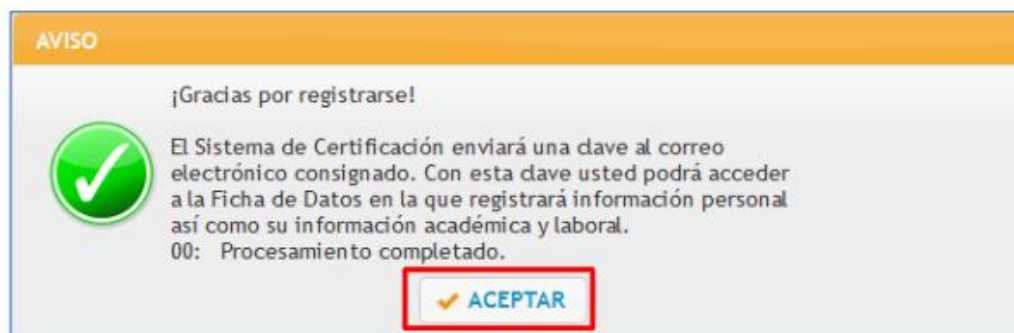 AVISO
¡Gracias por registrarse!
El Sistema de Certificación enviará una clave al correo
electrónico consignado. Con esta clave usted podrá acceder
a la Ficha de Datos en la que registrará información personal
así como su información académica y laboral.
00: Procesamiento completado.
ACEPTAR